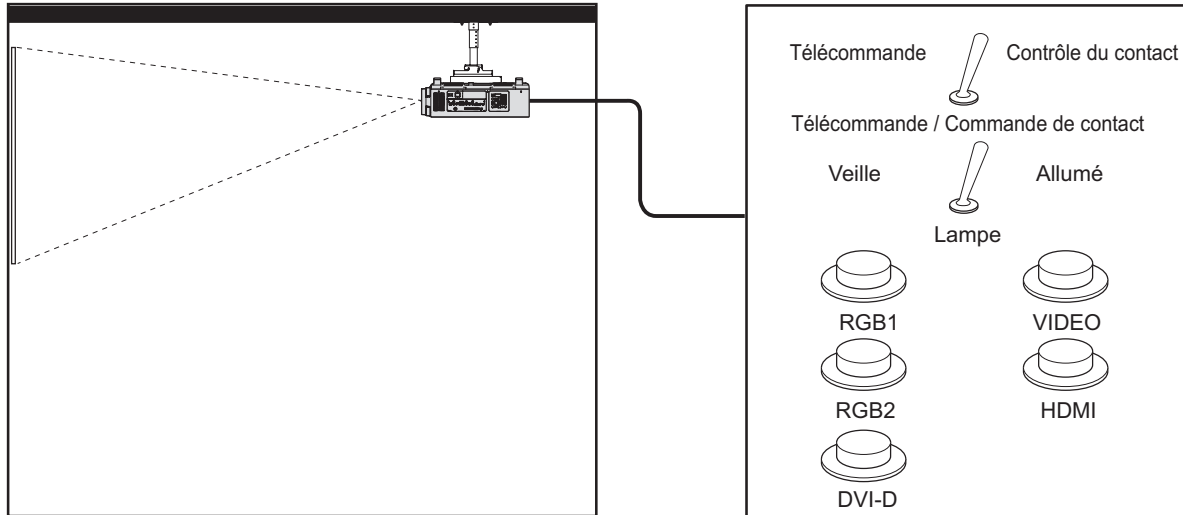 Télécommande Contrôle du contact
Télécommande / Commande de contact
Veille Allumé
Lampe
RGB1 VIDEO
RGB2 HDMI
DVI-D